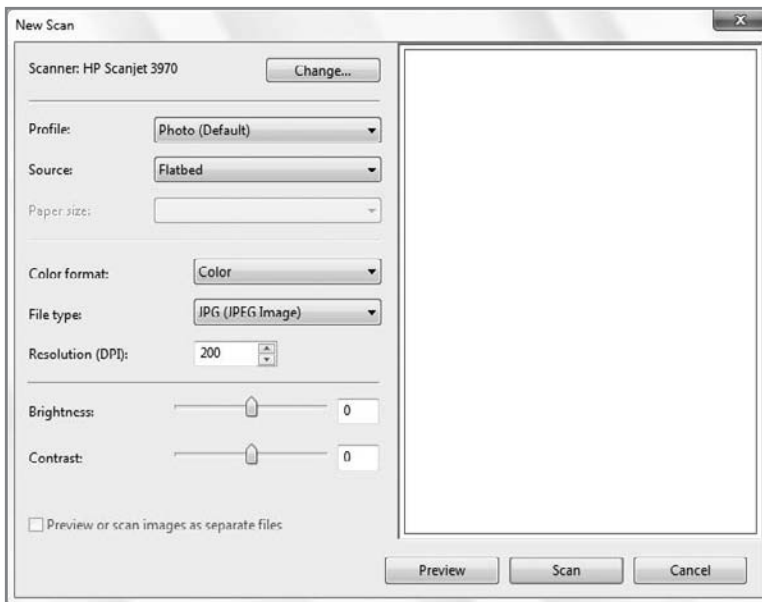 New Scan
Scanner: HP Scanjet 3970 Change...
Profile: Photo (Default)
Source: Flatbed
Paper size:
Color format: Color
File type: JPG (JPEG Image)
Resolution (DPI): 200
Brightness: 0
Contrast: 0
Preview or scan images as separate files
Preview Scan Cancel